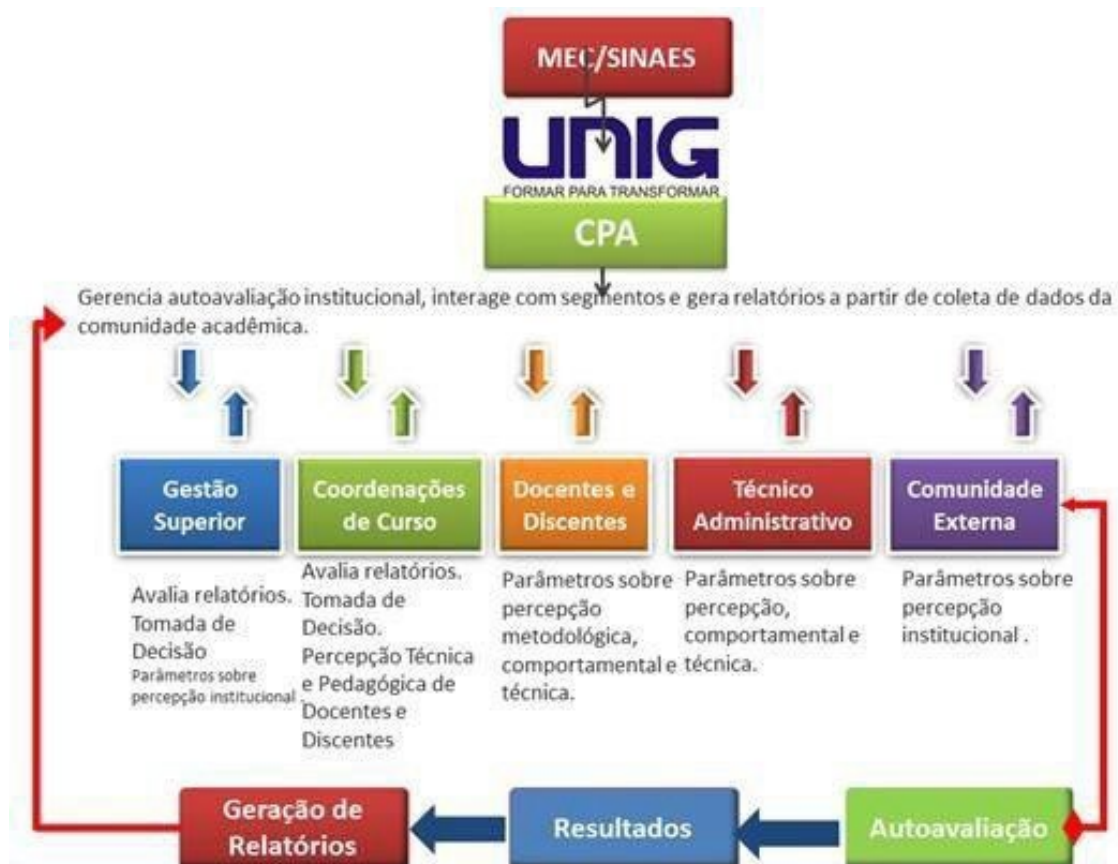 MEC/SINAES
UNIG
FORMAR PARA TRANSFORMAR
CPA
Gerencia autoavaliação institucional, interage com segmentos e gera relatórios a partir de coleta de dados da
comunidade acadêmica.
Gestão
Superior
Avalia relatórios.
Tomada de
Decisão
Parâmetros sobre
percepção institucional .
Coordenações
de Curso
Avalia relatórios.
Tomada de
Decisão.
Percepção Técnica
e Pedagógica de
Docentes e
Discentes
Docentes e
Discentes
Parâmetros sobre
percepção
metodológica,
comportamental e
técnica.
Técnico
Administrativo
Parâmetros sobre
percepção,
comportamental e
técnica.
Comunidade
Externa
Parâmetros sobre
percepção
institucional .
Geração de
Relatórios
Resultados
Autoavaliação